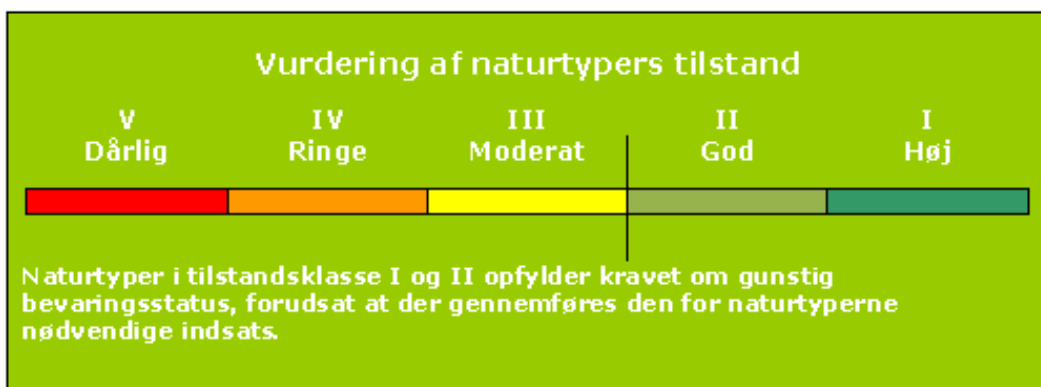 Vurdering af naturtypers tilstand
V IV III II I
Dårlig Ringe Moderat God Høj
Naturtyper i tilstandsklasse I og II opfylder kravet om gunstig
bevaringsstatus, forudsat at der gennemføres den for naturtyperne
nødvendige indsats.